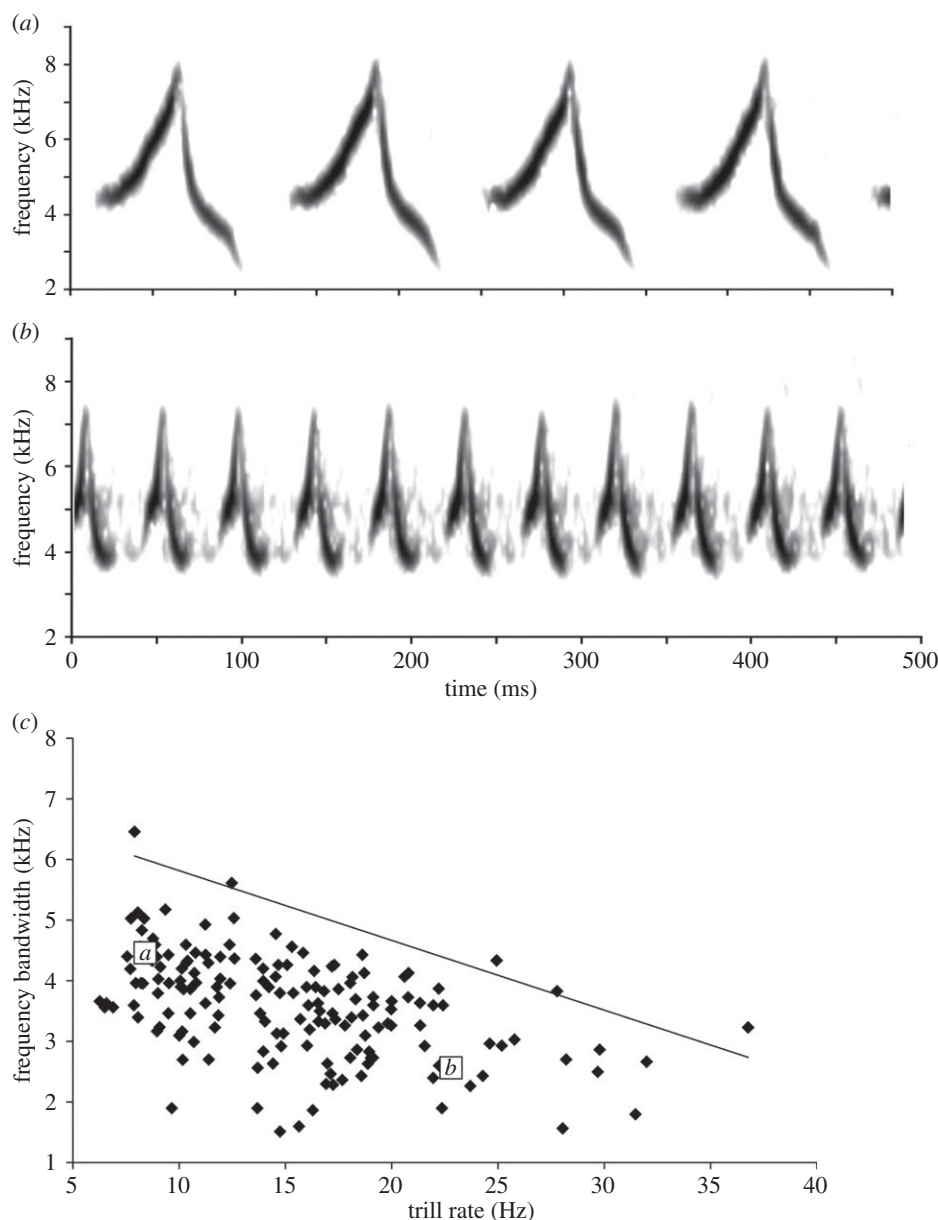 (a)
8
6
4
2
frequency (kHz)
(b)
8
6
4
2
frequency (kHz)
0 100 200 300 400 500
time (ms)
(c)
8
7
6
5
4
3
2
1
frequency bandwidth (kHz)
a
b
5 10 15 20 25 30 35 40
trill rate (Hz)